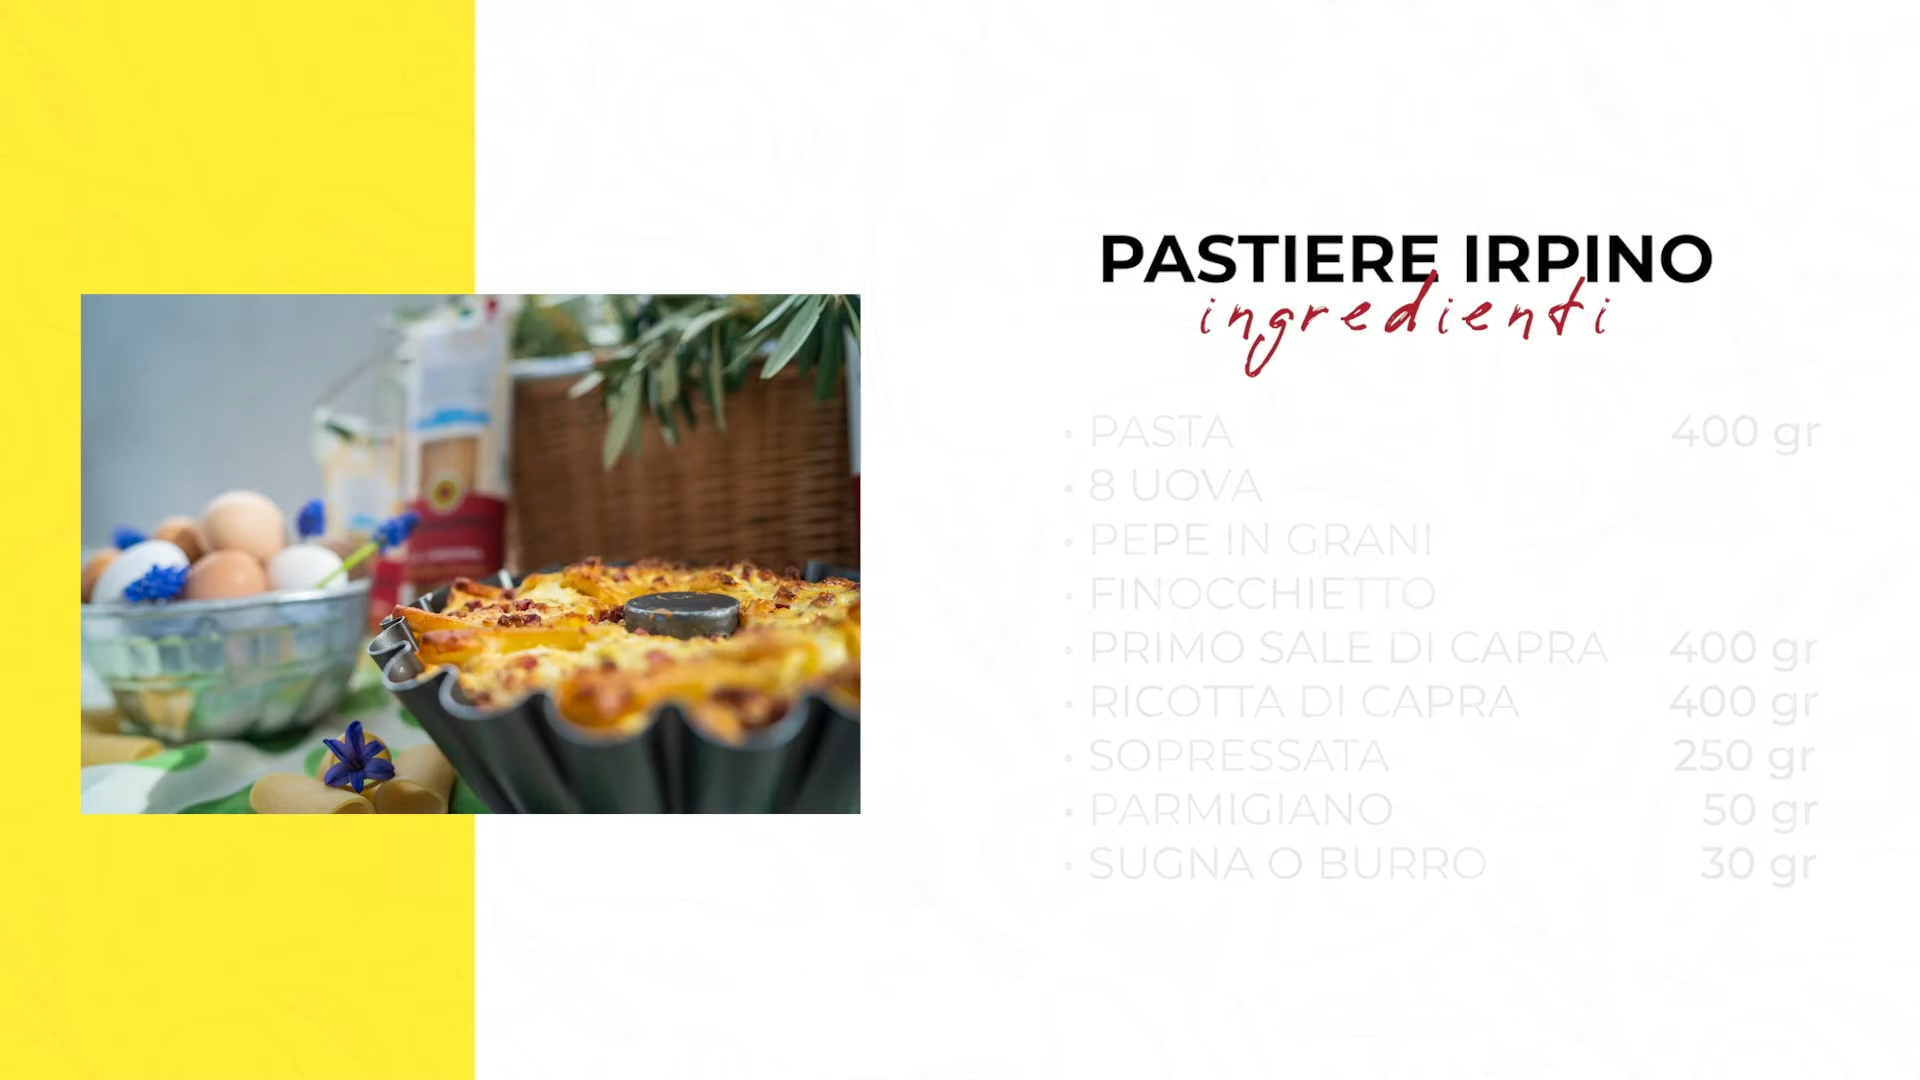 PASTIERE IRPINO
ingredienti
• PASTA 400 gr
• 8 UOVA
• PEPE IN GRANI
• FINOCCHIETTO
• PRIMO SALE DI CAPRA 400 gr
• RICOTTA DI CAPRA 400 gr
• SOPRESSATA 250 gr
• PARMIGIANO 50 gr
• SUGNA O BURRO 30 gr